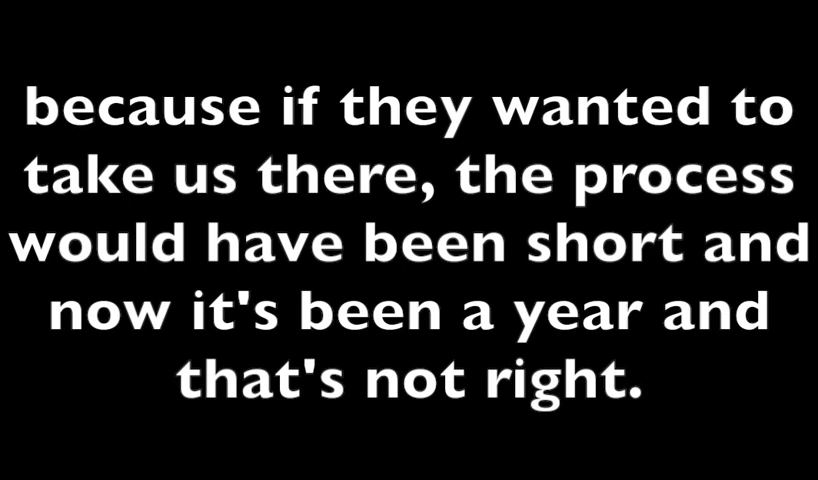 because if they wanted to
take us there, the process
would have been short and
now it's been a year and
that's not right.